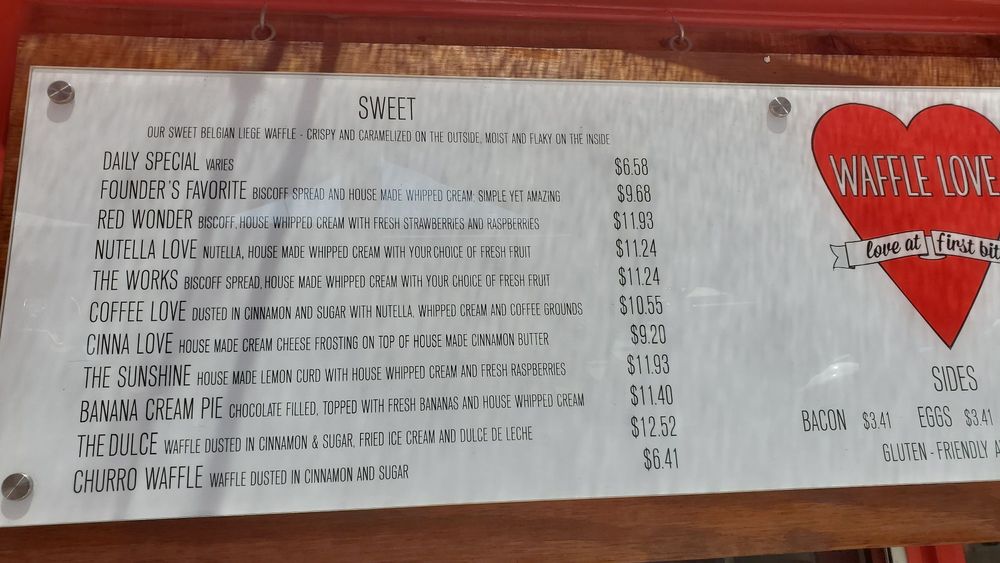 SWEET
OUR SWEET BELGIAN LIEGE WAFFLE - CRISPY AND CARAMELIZED ON THE OUTSIDE, MOIST AND FLAKY ON THE INSIDE
DAILY SPECIAL VARIES $6.58
FOUNDER'S FAVORITE BISCOFF SPREAD AND HOUSE MADE WHIPPED CREAM; SIMPLE YET AMAZING $9.68
RED WONDER BISCOFF, HOUSE WHIPPED CREAM WITH FRESH STRAWBERRIES AND RASPBERRIES $11.93
NUTELLA LOVE NUTELLA, HOUSE MADE WHIPPED CREAM WITH YOUR CHOICE OF FRESH FRUIT $11.24
THE WORKS BISCOFF SPREAD, HOUSE MADE WHIPPED CREAM WITH YOUR CHOICE OF FRESH FRUIT $11.24
COFFEE LOVE DUSTED IN CINNAMON AND SUGAR WITH NUTELLA, WHIPPED CREAM AND COFFEE GROUNDS $10.55
CINNA LOVE HOUSE MADE CREAM CHEESE FROSTING ON TOP OF HOUSE MADE CINNAMON BUTTER $9.20
THE SUNSHINE HOUSE MADE LEMON CURD WITH HOUSE WHIPPED CREAM AND FRESH RASPBERRIES $11.93
BANANA CREAM PIE CHOCOLATE FILLED, TOPPED WITH FRESH BANANAS AND HOUSE WHIPPED CREAM $11.40
THE DULCE WAFFLE DUSTED IN CINNAMON & SUGAR, FRIED ICE CREAM AND DULCE DE LECHE $12.52
CHURRO WAFFLE WAFFLE DUSTED IN CINNAMON AND SUGAR $6.41
WAFFLE LOVE
love at first bit
SIDES
BACON $3.41 EGGS $3.41
GLUTEN-FRIENDLY